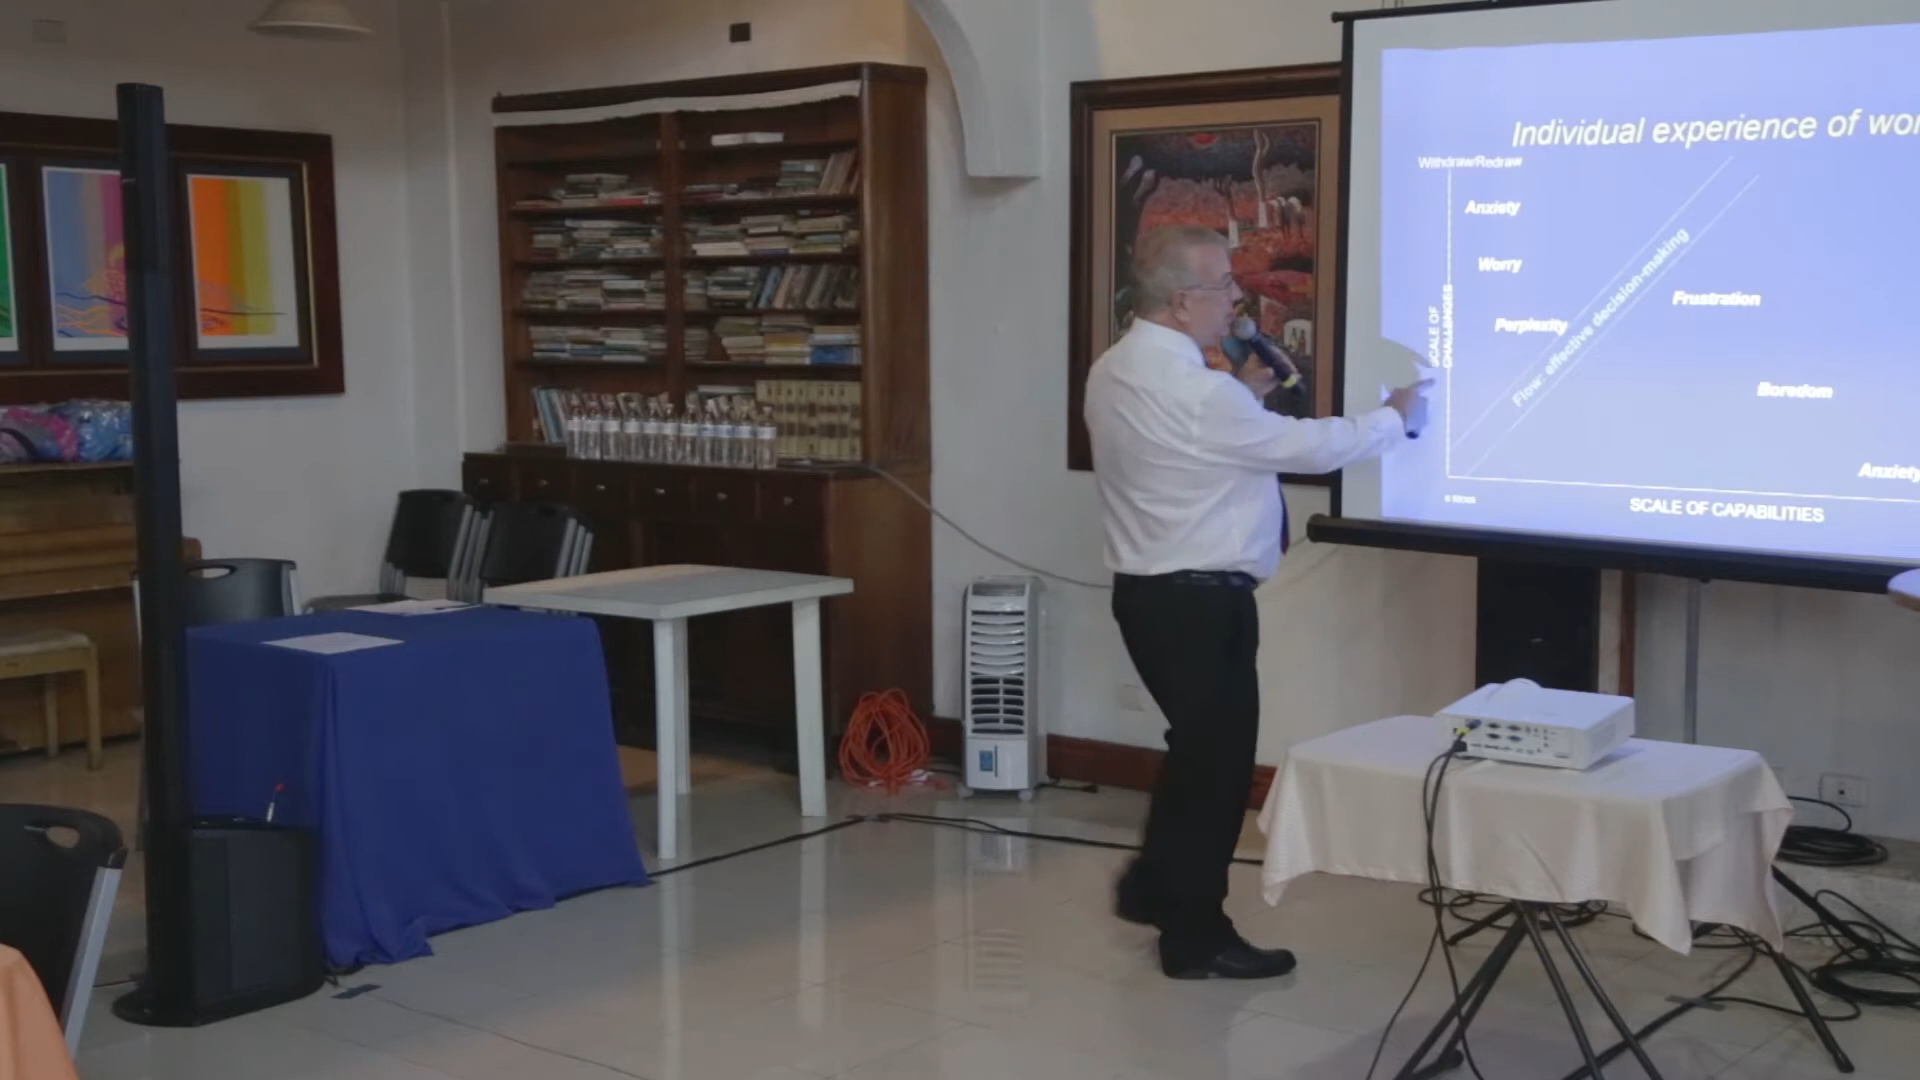 Individual experience of wor
Withdraw/Redraw
Anxiety
Worry
Perplexity
SCALE OF
CHALLENGES
Flow: effective decision-making
Frustration
Boredom
Anxiety
SCALE OF CAPABILITIES